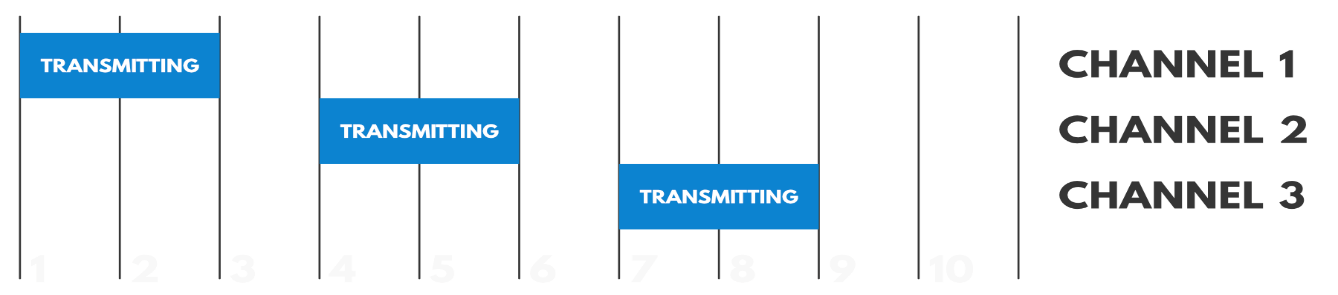 TRANSMITTING CHANNEL 1
TRANSMITTING CHANNEL 2
TRANSMITTING CHANNEL 3
1 2 3 4 5 6 7 8 9 10